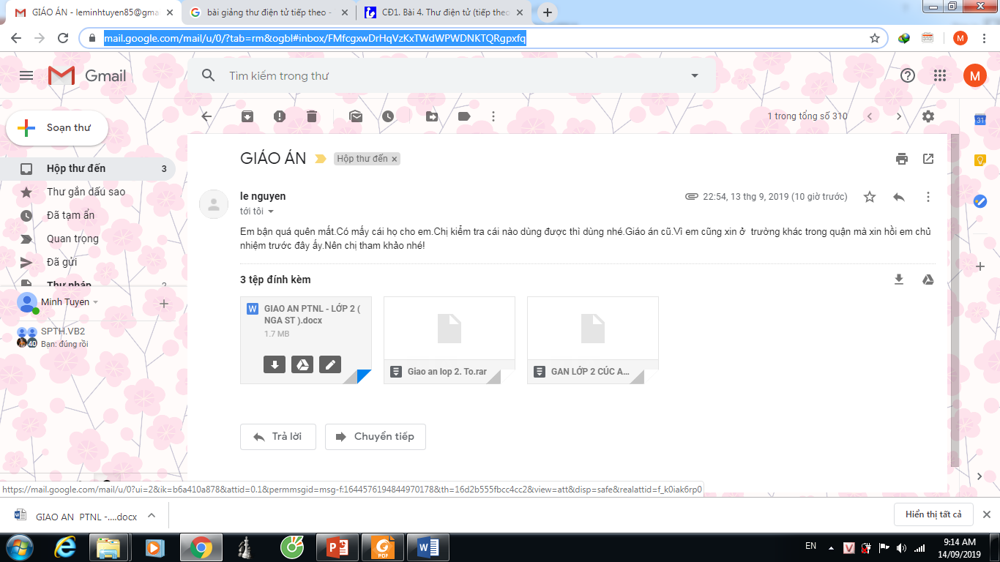 GIÁO ÁN - leminhtuyen85@gma
bài giảng thư điện tử tiếp theo -
CĐ1. Bài 4. Thư điện tử (tiếp theo
mail.google.com/mail/u/0/?tab=rm&ogbl#inbox/FMfcgxwDrHqVzKxTWdWPWDNKTQRgpxfq
M
Gmail
Tìm kiếm trong thư
M
Soạn thư
1 trong tổng số 310
31
Hộp thư đến 3
Thư gắn dấu sao
Đã tạm ẩn
Quan trọng
Đã gửi
Thư nháp 2
Minh Tuyen
SPTH.VB2
40
Bạn: đúng rồi
GIÁO ÁN
Hộp thư đến ×
le nguyen
22:54, 13 thg 9, 2019 (10 giờ trước)
tới tôi
Em bận quá quên mất.Có mấy cái họ cho em.Chị kiểm tra cái nào dùng được thì dùng nhé.Giáo án cũ.Vì em cũng xin ở trường khác trong quận mà xin hồi em chủ
nhiệm trước đây ấy.Nên chị tham khảo nhé!
3 tệp đính kèm
W
GIAO AN PTNL - LỚP 2 (
NGA ST ).docx
1.7 MB
Giao an lop 2. To.rar
GAN LỚP 2 CÚC A...
Trả lời
Chuyển tiếp
https://mail.google.com/mail/u/0?ui=2&ik=b6a410a878&attid=0.1&permmsgid=msg-f:1644576194844970178&th=16d2b555fbcc4cc2&view=att&disp=safe&realattid=f_k0iak6rp0
GIAO AN PTNL -....docx
Hiển thị tất cả
PDF
EN
9:14 AM
14/09/2019